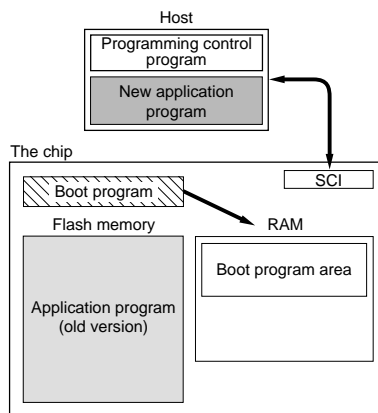 Host
Programming control
program
New application
program
The chip
SCI
Boot program
Flash memory
RAM
Boot program area
Application program
(old version)